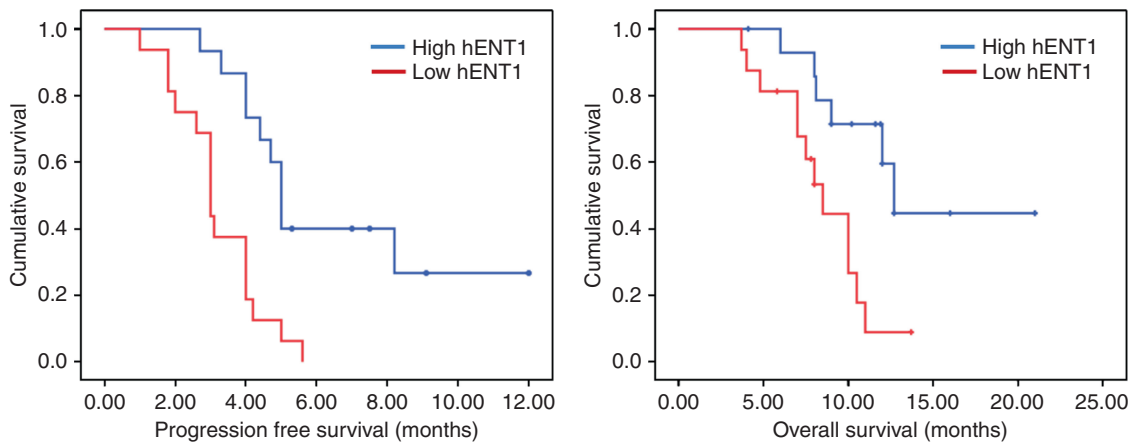 1.0
0.8
0.6
0.4
0.2
0.0
Cumulative survival
High hENT1
Low hENT1
0.00 2.00 4.00 6.00 8.00 10.00 12.00
Progression free survival (months)
1.0
0.8
0.6
0.4
0.2
0.0
Cumulative survival
High hENT1
Low hENT1
0.00 5.00 10.00 15.00 20.00 25.00
Overall survival (months)